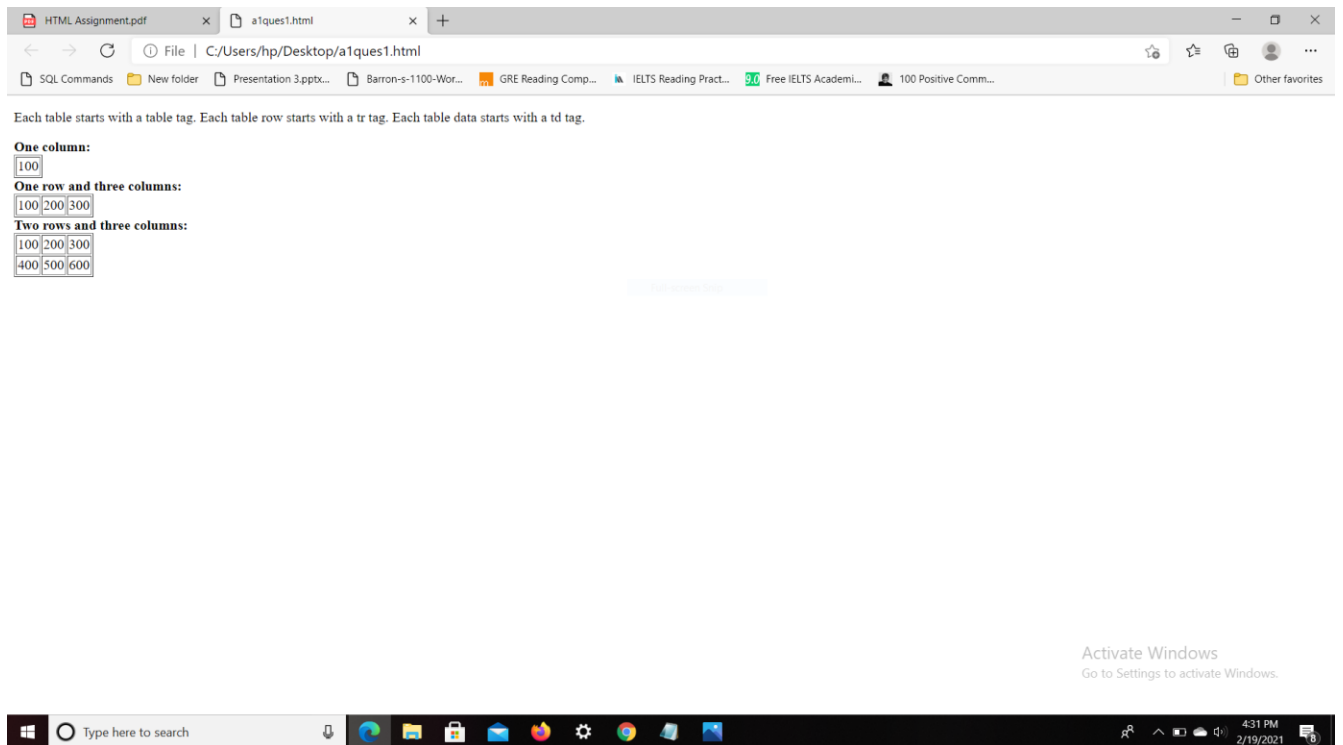 HTML Assignment.pdf
a1ques1.html
File | C:/Users/hp/Desktop/a1ques1.html
SQL Commands New folder Presentation 3.pptx... Barron-s-1100-Wor... GRE Reading Comp... IELTS Reading Pract... 9.0 Free IELTS Academi... 100 Positive Comm... Other favorites
Each table starts with a table tag. Each table row starts with a tr tag. Each table data starts with a td tag.
One column:
100
One row and three columns:
100 200 300
Two rows and three columns:
100 200 300
400 500 600
Activate Windows
Go to Settings to activate Windows.
Type here to search
4:31 PM
2/19/2021
8